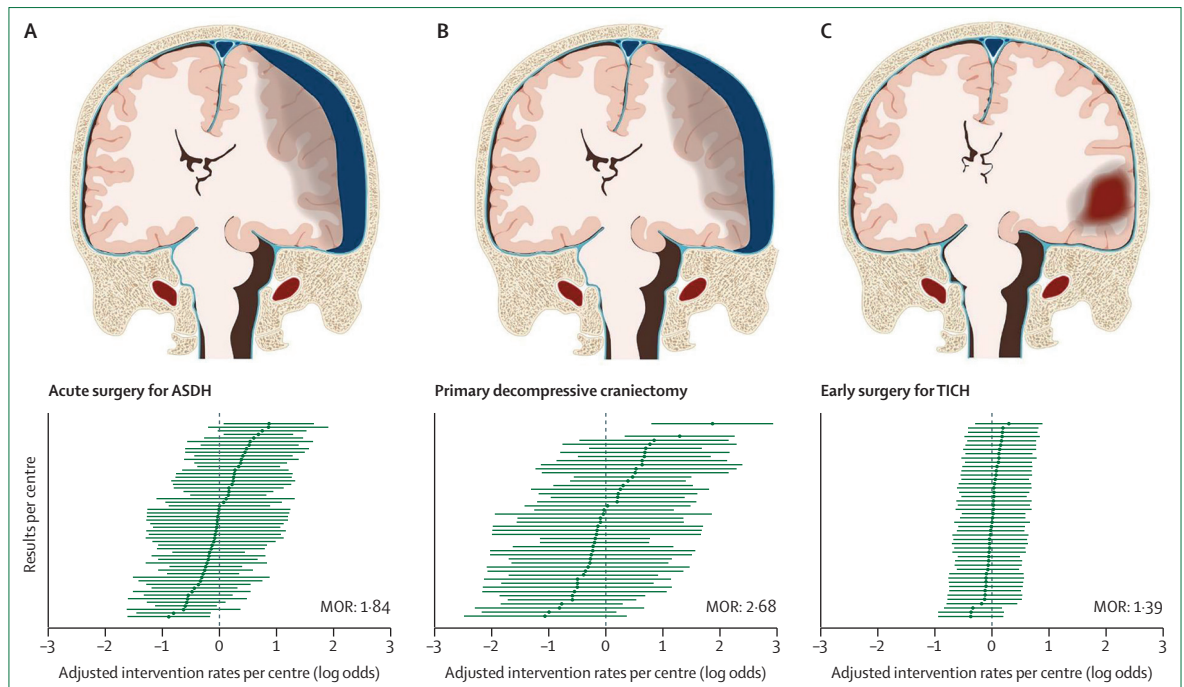 A
B
C
Acute surgery for ASDH
Results per centre
MOR: 1·84
−3 −2 −1 0 1 2 3
Adjusted intervention rates per centre (log odds)
Primary decompressive craniectomy
MOR: 2·68
−3 −2 −1 0 1 2 3
Adjusted intervention rates per centre (log odds)
Early surgery for TICH
MOR: 1·39
−3 −2 −1 0 1 2 3
Adjusted intervention rates per centre (log odds)